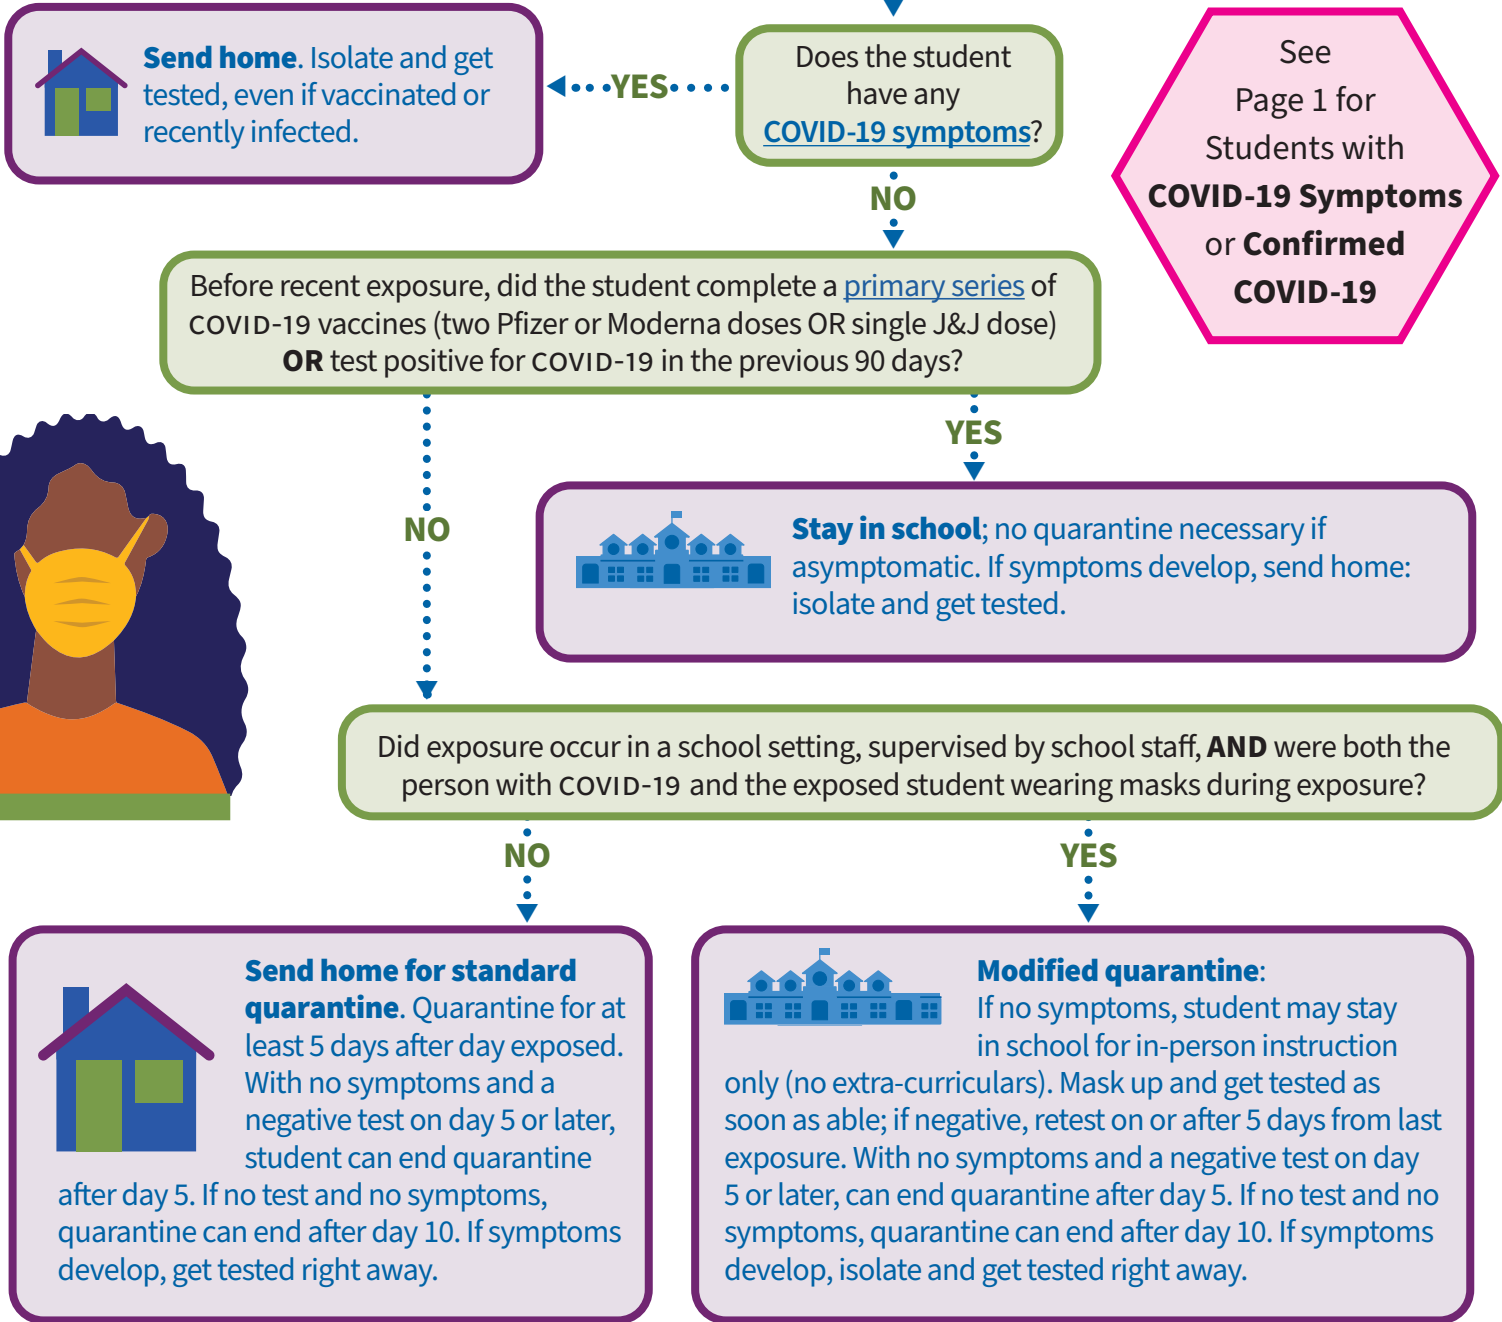 Send home. Isolate and get
tested, even if vaccinated or
recently infected.
YES
Does the student
have any
COVID-19 symptoms?
See
Page 1 for
Students with
COVID-19 Symptoms
or Confirmed
COVID-19
NO
Before recent exposure, did the student complete a primary series of
COVID-19 vaccines (two Pfizer or Moderna doses OR single J&J dose)
OR test positive for COVID-19 in the previous 90 days?
YES
NO
Stay in school; no quarantine necessary if
asymptomatic. If symptoms develop, send home:
isolate and get tested.
Did exposure occur in a school setting, supervised by school staff, AND were both the
person with COVID-19 and the exposed student wearing masks during exposure?
NO
YES
Send home for standard
quarantine. Quarantine for at
least 5 days after day exposed.
With no symptoms and a
negative test on day 5 or later,
student can end quarantine
after day 5. If no test and no symptoms,
quarantine can end after day 10. If symptoms
develop, get tested right away.
Modified quarantine:
If no symptoms, student may stay
in school for in-person instruction
only (no extra-curriculars). Mask up and get tested as
soon as able; if negative, retest on or after 5 days from last
exposure. With no symptoms and a negative test on day
5 or later, can end quarantine after day 5. If no test and no
symptoms, quarantine can end after day 10. If symptoms
develop, isolate and get tested right away.